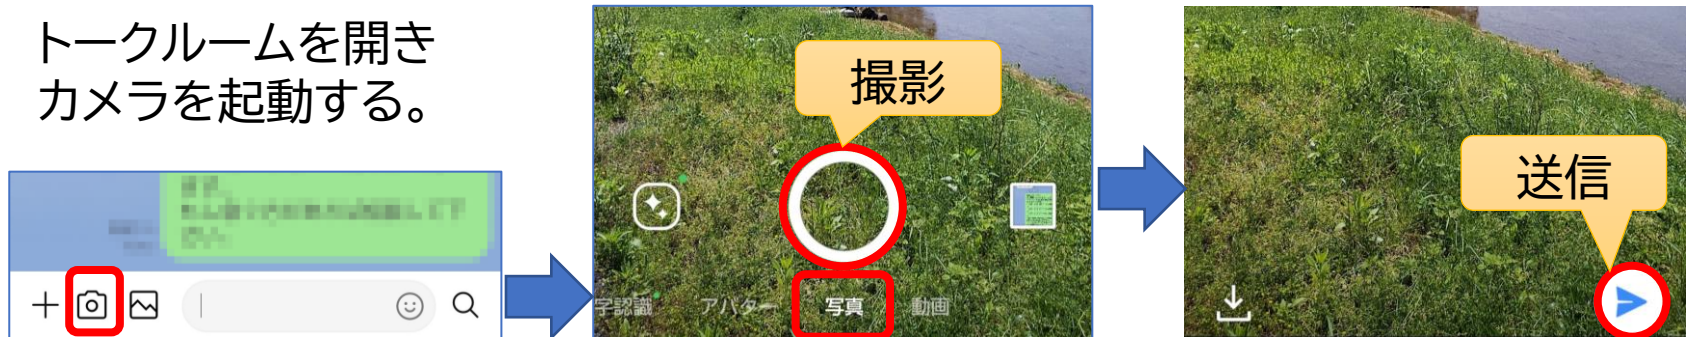 トークルームを開き
カメラを起動する。
撮影
字認識 アバター 写真 動画
送信